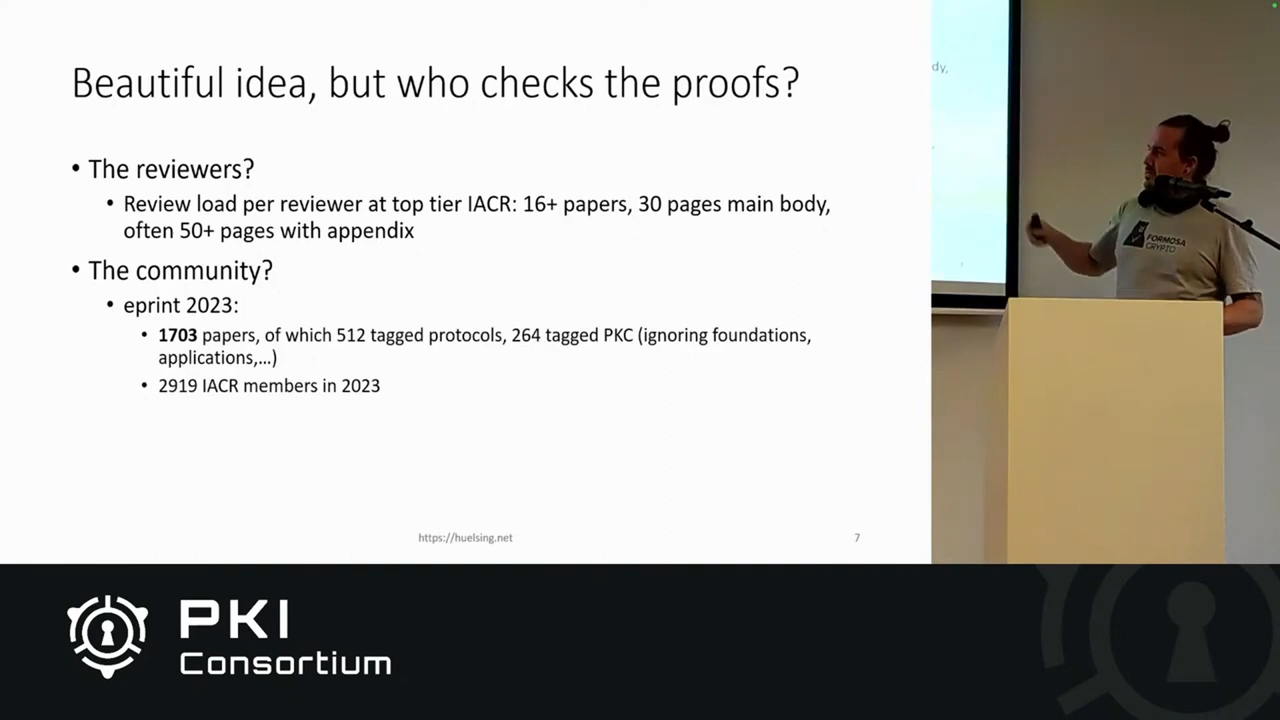 Beautiful idea, but who checks the proofs?
• The reviewers?
• Review load per reviewer at top tier IACR: 16+ papers, 30 pages main body,
often 50+ pages with appendix
• The community?
• eprint 2023:
• 1703 papers, of which 512 tagged protocols, 264 tagged PKC (ignoring foundations,
applications,...)
• 2919 IACR members in 2023
https://huelsing.net
7
dy,
FORMOSA
CRYPTO
PKI
Consortium